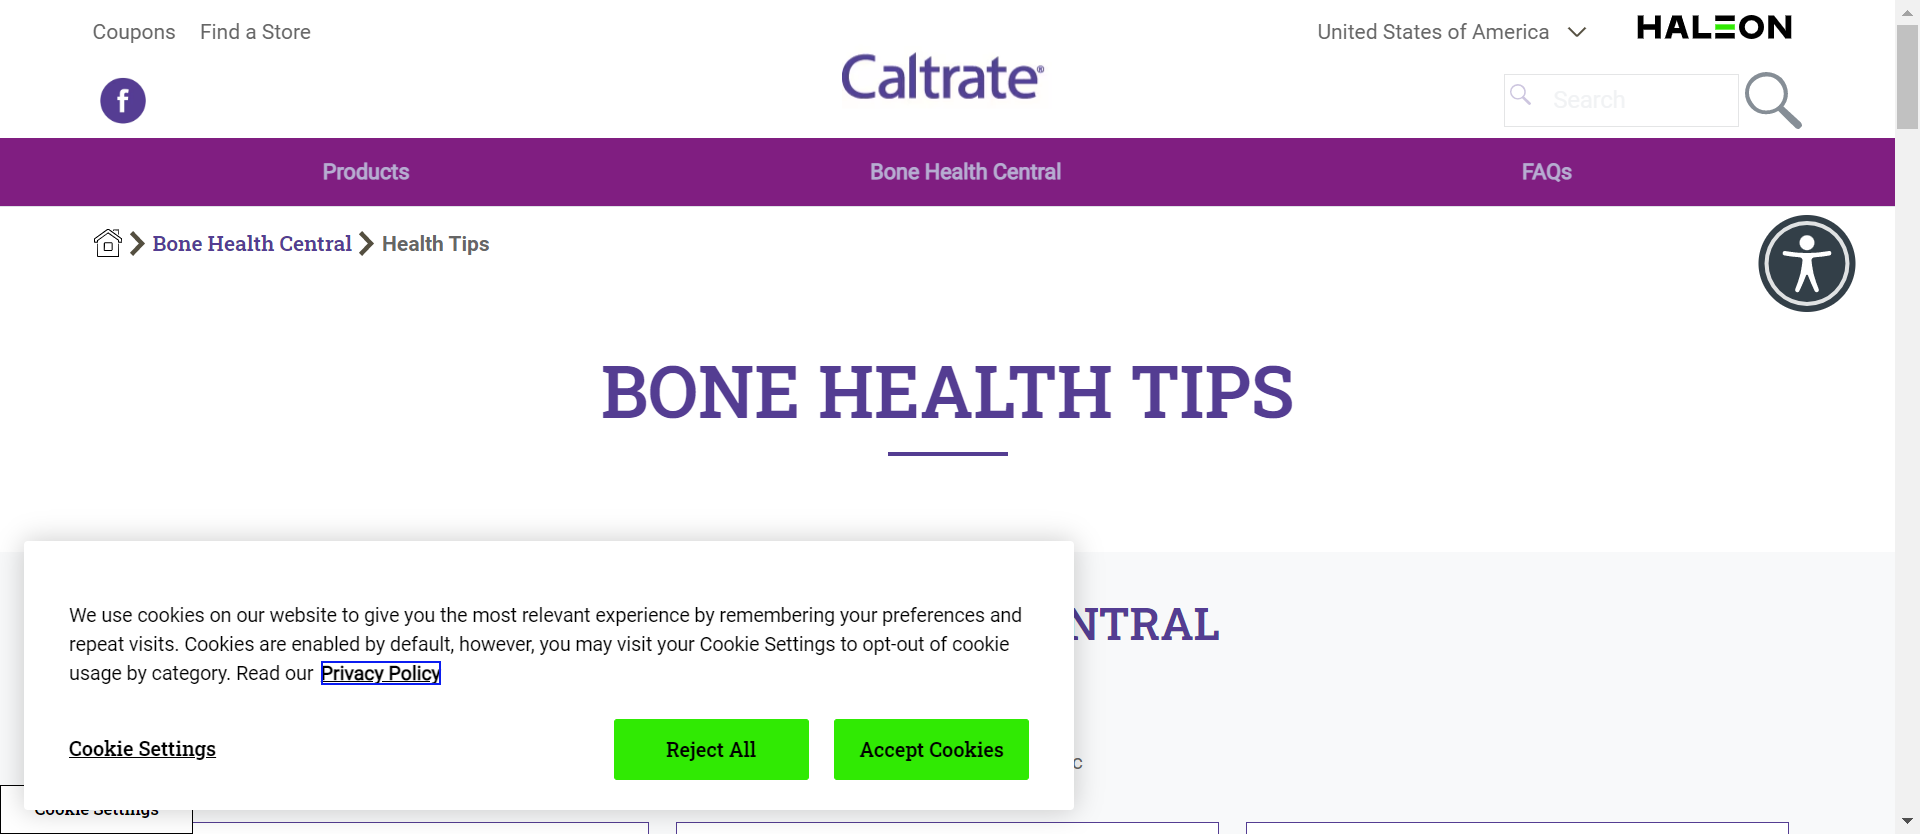 Coupons Find a Store
United States of America
HALEON
f
Caltrate®
Search
Products Bone Health Central FAQs
Bone Health Central Health Tips
BONE HEALTH TIPS
NTRAL
We use cookies on our website to give you the most relevant experience by remembering your preferences and
repeat visits. Cookies are enabled by default, however, you may visit your Cookie Settings to opt-out of cookie
usage by category. Read our Privacy Policy
Cookie Settings Reject All Accept Cookies
c
Cookie Settings